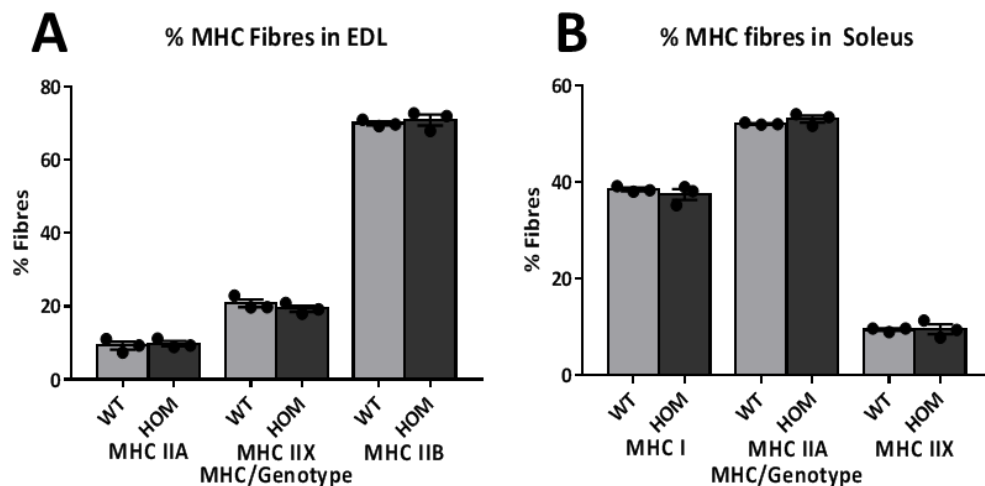 A
% MHC Fibres in EDL
% Fibres
80
60
40
20
0
WT
HOM
WT
HOM
WT
HOM
MHC IIA
MHC IIX
MHC IIB
MHC/Genotype
B
% MHC fibres in Soleus
% Fibres
60
40
20
0
WT
HOM
WT
HOM
WT
HOM
MHC I
MHC IIA
MHC IIX
MHC/Genotype